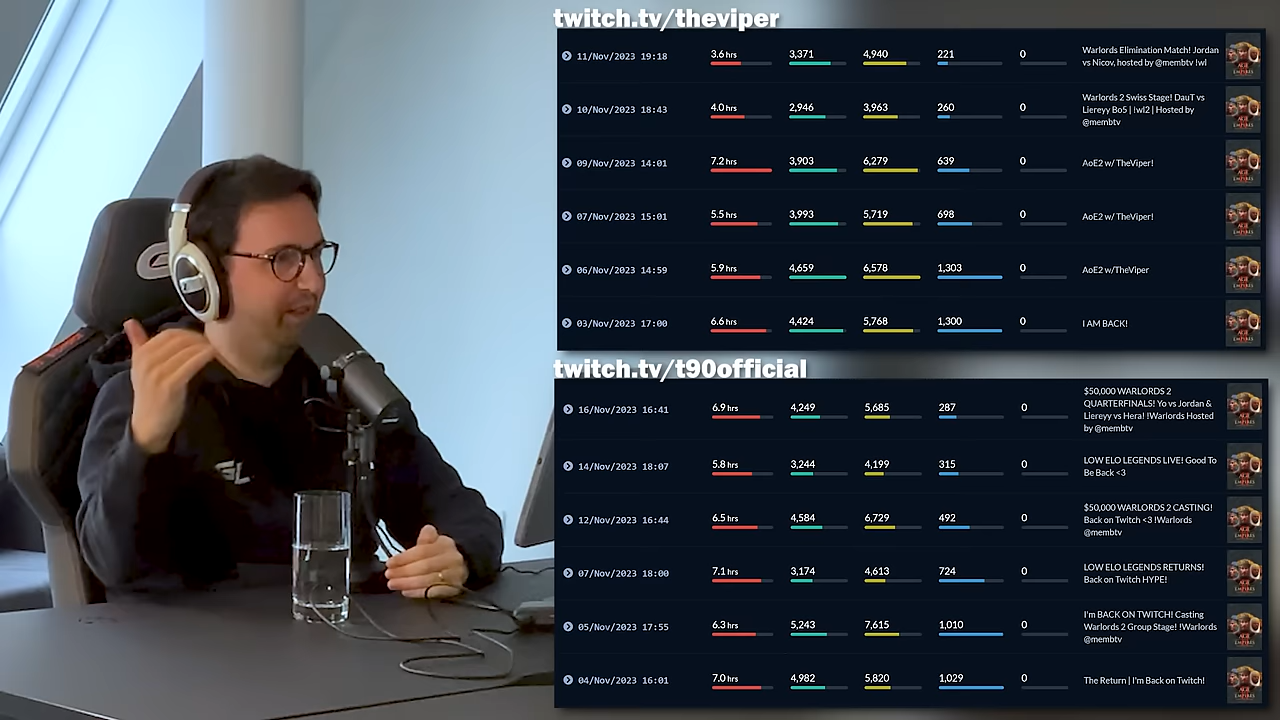 twitch.tv/theviper
11/Nov/2023 19:18 3.6 hrs 3,371 4,940 221 0 Warlords Elimination Match! Jordan
vs Nicov, hosted by @membtv !wl
10/Nov/2023 18:43 4.0 hrs 2,946 3,963 260 0 Warlords 2 Swiss Stage! DauT vs
Liereyy Bo5 | !wl2 | Hosted by
@membtv
09/Nov/2023 14:01 7.2 hrs 3,903 6,279 639 0 AoE2 w/ TheViper!
07/Nov/2023 15:01 5.5 hrs 3,993 5,719 698 0 AoE2 w/ TheViper!
06/Nov/2023 14:59 5.9 hrs 4,659 6,578 1,303 0 AoE2 w/TheViper
03/Nov/2023 17:00 6.6 hrs 4,424 5,768 1,300 0 I AM BACK!
twitch.tv/t90official
16/Nov/2023 16:41 6.9 hrs 4,249 5,685 287 0 $50,000 WARLORDS 2
QUARTERFINALS! Yo vs Jordan &
Liereyy vs Hera! !Warlords Hosted
by @membtv
14/Nov/2023 18:07 5.8 hrs 3,244 4,199 315 0 LOW ELO LEGENDS LIVE! Good To
Be Back <3
12/Nov/2023 16:44 6.5 hrs 4,584 6,729 492 0 $50,000 WARLORDS 2 CASTING!
Back on Twitch <3 !Warlords
@membtv
07/Nov/2023 18:00 7.1 hrs 3,174 4,613 724 0 LOW ELO LEGENDS RETURNS!
Back on Twitch HYPE!
05/Nov/2023 17:55 6.3 hrs 5,243 7,615 1,010 0 I'm BACK ON TWITCH! Casting
Warlords 2 Group Stage! !Warlords
@membtv
04/Nov/2023 16:01 7.0 hrs 4,982 5,820 1,029 0 The Return | I'm Back on Twitch!